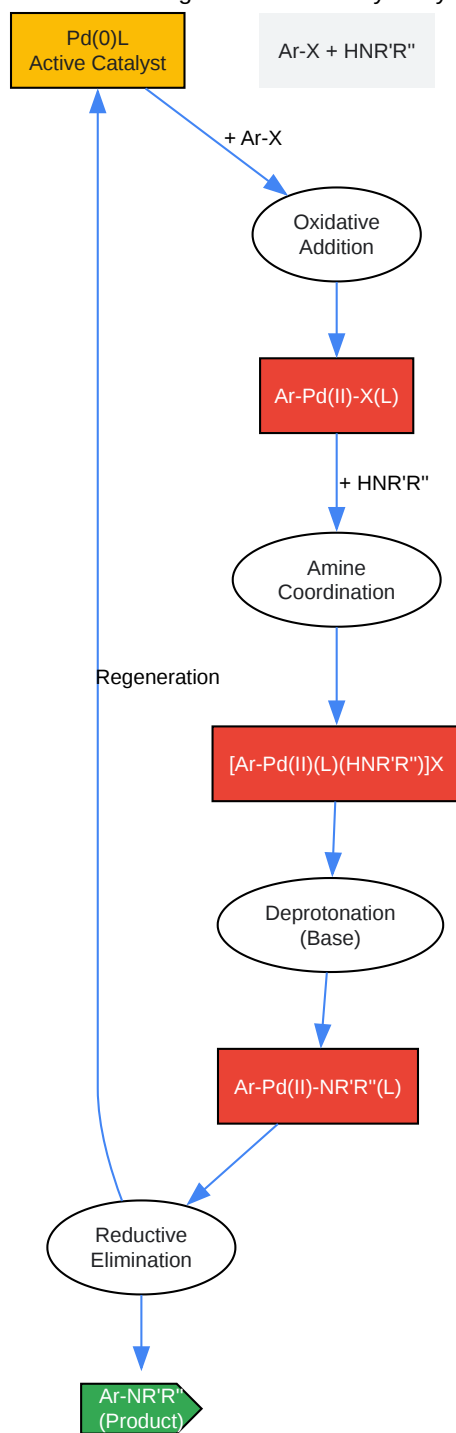 Pd(0)L
Active Catalyst
Ar-X + HNR'R"
+ Ar-X
Oxidative
Addition
Ar-Pd(II)-X(L)
+ HNR'R"
Amine
Coordination
Regeneration
[Ar-Pd(II)(L)(HNR'R")]X
Deprotonation
(Base)
Ar-Pd(II)-NR'R"(L)
Reductive
Elimination
Ar-NR'R"
(Product)